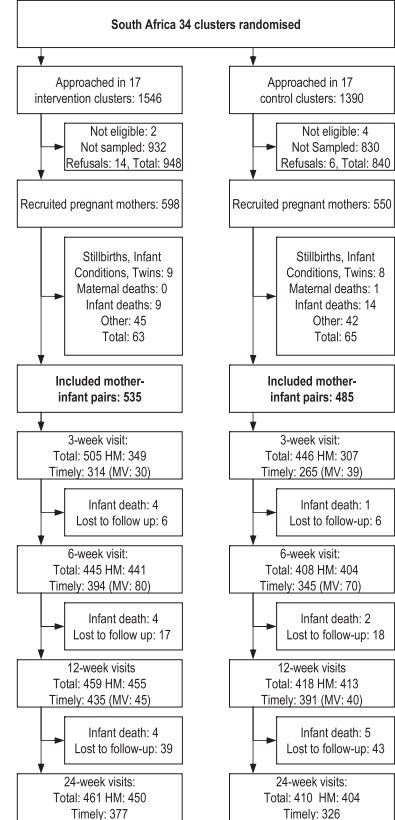 South Africa 34 clusters randomised
Approached in 17
intervention clusters: 1546
Approached in 17
control clusters: 1390
Not eligible: 2
Not sampled: 932
Refusals: 14, Total: 948
Not eligible: 4
Not Sampled: 830
Refusals: 6, Total: 840
Recruited pregnant mothers: 598
Recruited pregnant mothers: 550
Stillbirths, Infant
Conditions, Twins: 9
Maternal deaths: 0
Infant deaths: 9
Other: 45
Total: 63
Stillbirths, Infant
Conditions, Twins: 8
Maternal deaths: 1
Infant deaths: 14
Other: 42
Total: 65
Included mother-
infant pairs: 535
Included mother-
infant pairs: 485
3-week visit:
Total: 505 HM: 349
Timely: 314 (MV: 30)
3-week visit:
Total: 446 HM: 307
Timely: 265 (MV: 39)
Infant death: 4
Lost to follow up: 6
Infant death: 1
Lost to follow-up: 6
6-week visit:
Total: 445 HM: 441
Timely: 394 (MV: 80)
6-week visit:
Total: 408 HM: 404
Timely: 345 (MV: 70)
Infant death: 4
Lost to follow up: 17
Infant death: 2
Lost to follow-up: 18
12-week visits
Total: 459 HM: 455
Timely: 435 (MV: 45)
12-week visits
Total: 418 HM: 413
Timely: 391 (MV: 40)
Infant death: 4
Lost to follow-up: 39
Infant death: 5
Lost to follow-up: 43
24-week visits:
Total: 461 HM: 450
Timely: 377
24-week visits:
Total: 410 HM: 404
Timely: 326